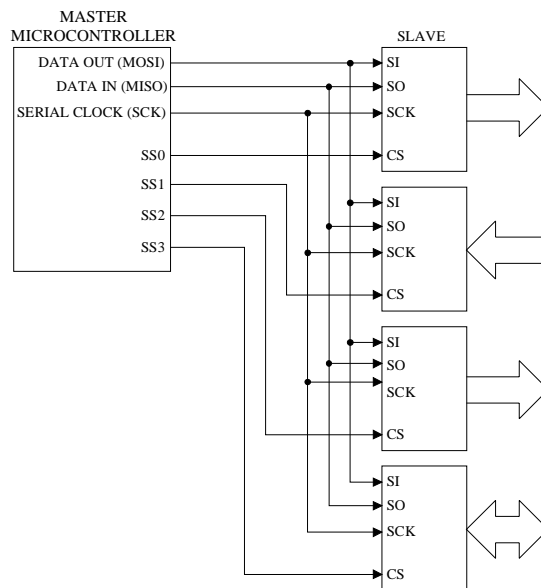 MASTER
MICROCONTROLLER
SLAVE
DATA OUT (MOSI)
DATA IN (MISO)
SERIAL CLOCK (SCK)
SS0
SS1
SS2
SS3
SI
SO
SCK
CS
SI
SO
SCK
CS
SI
SO
SCK
CS
SI
SO
SCK
CS